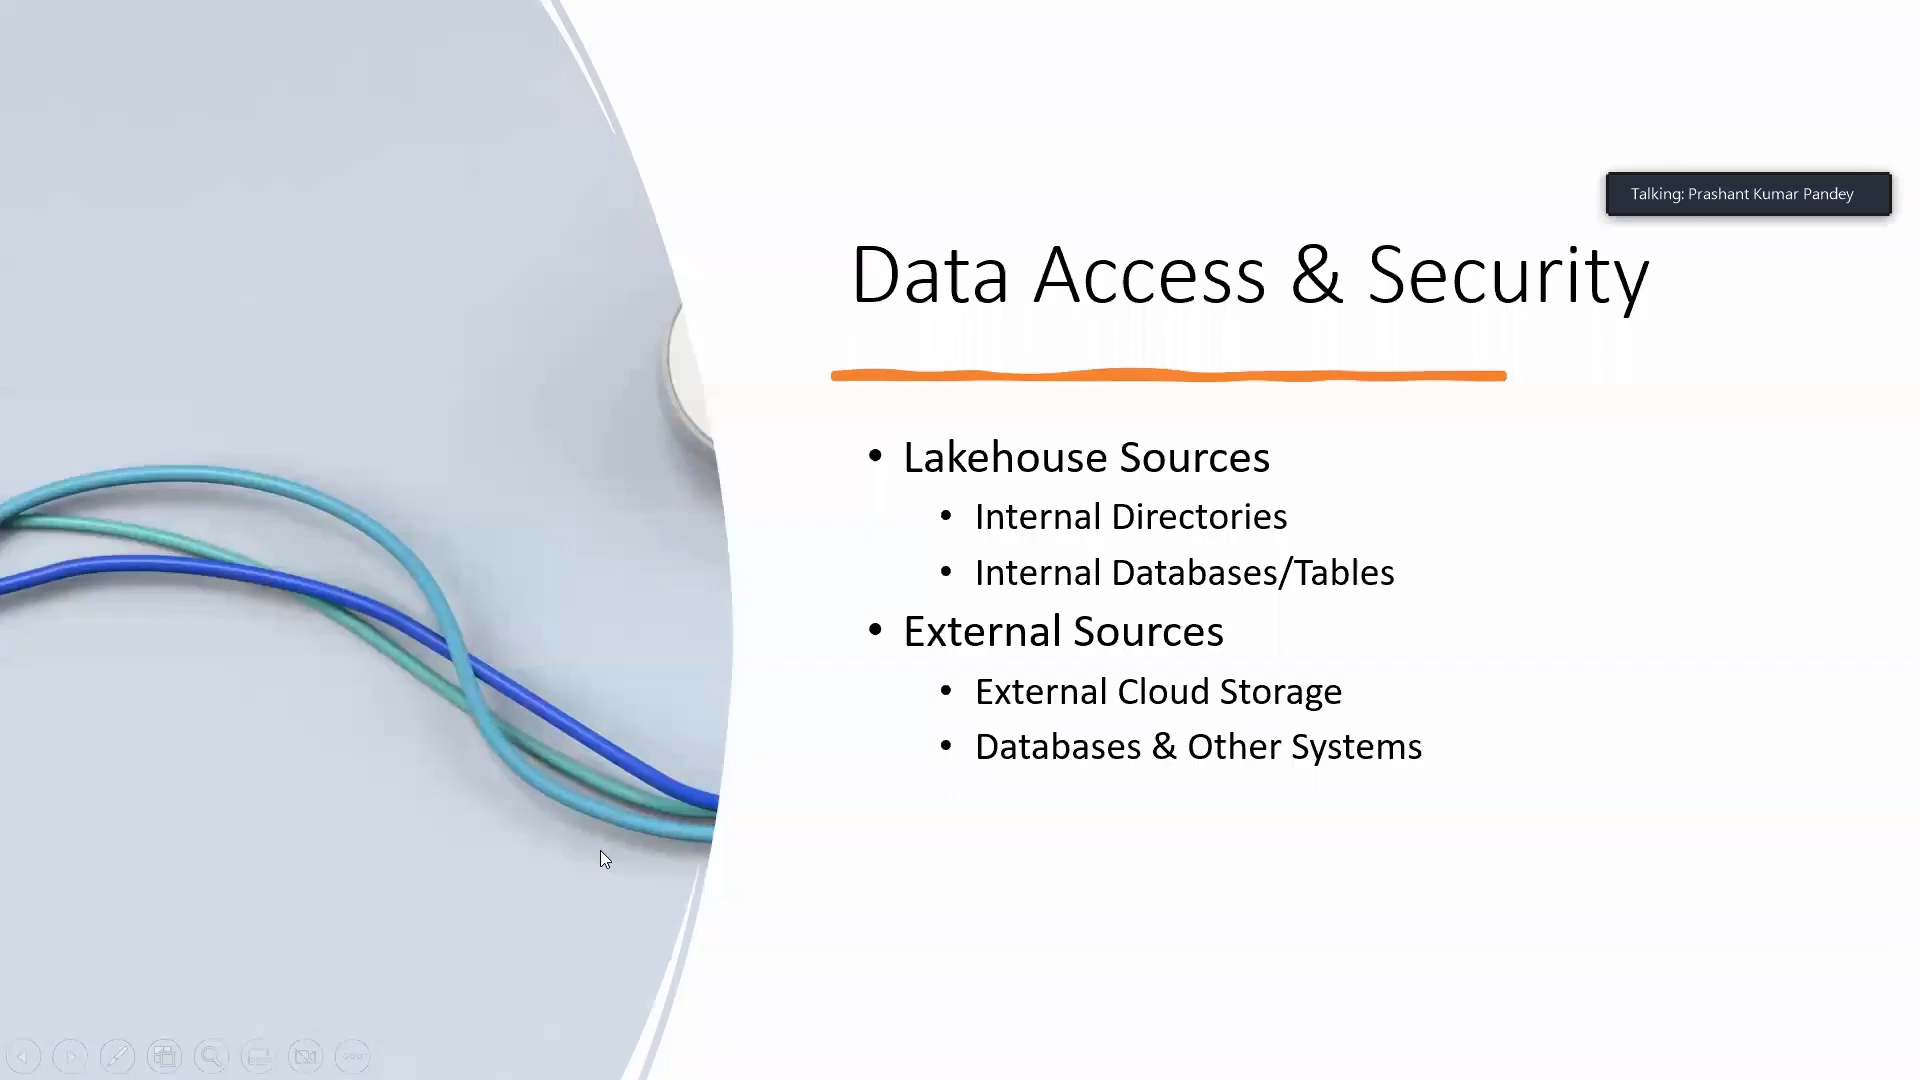 Talking: Prashant Kumar Pandey
Data Access & Security
• Lakehouse Sources
• Internal Directories
• Internal Databases/Tables
• External Sources
• External Cloud Storage
• Databases & Other Systems